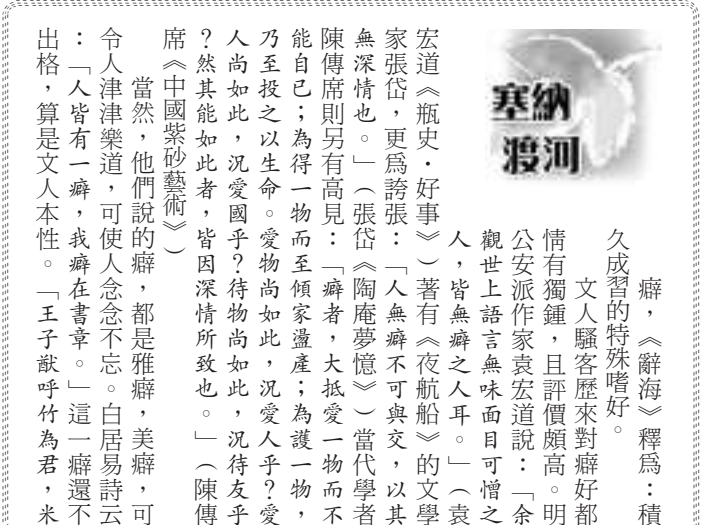 塞納
渡河
癖，《辭海》釋爲：積
久成習的特殊嗜好。
文人騷客歷來對癖好都
情有獨鍾，且評價頗高。明
公安派作家袁宏道說：「余
觀世上語言無味面目可憎之
人，皆無癖之人耳。」（袁
宏道《瓶史·好事》）著有《夜航船》的文學
家張岱，更爲誇張：「人無癖不可與交，以其
無深情也。」（張岱《陶庵夢憶》）當代學者
陳傳席則另有高見：「癖者，大抵愛一物而不
能自已；為得一物而至傾家盪產；為護一物，
乃至投之以生命。愛物尚如此，況愛人乎？愛
人尚如此，況愛國乎？待物尚如此，況待友乎
？然其能如此者，皆因深情所致也。」（陳傳
席《中國紫砂藝術》）
當然，他們說的癖，都是雅癖，美癖，可
令人津津樂道，可使人念念不忘。白居易詩云
：「人皆有一癖，我癖在書章。」這一癖還不
出格，算是文人本性。「王子猷呼竹為君，米